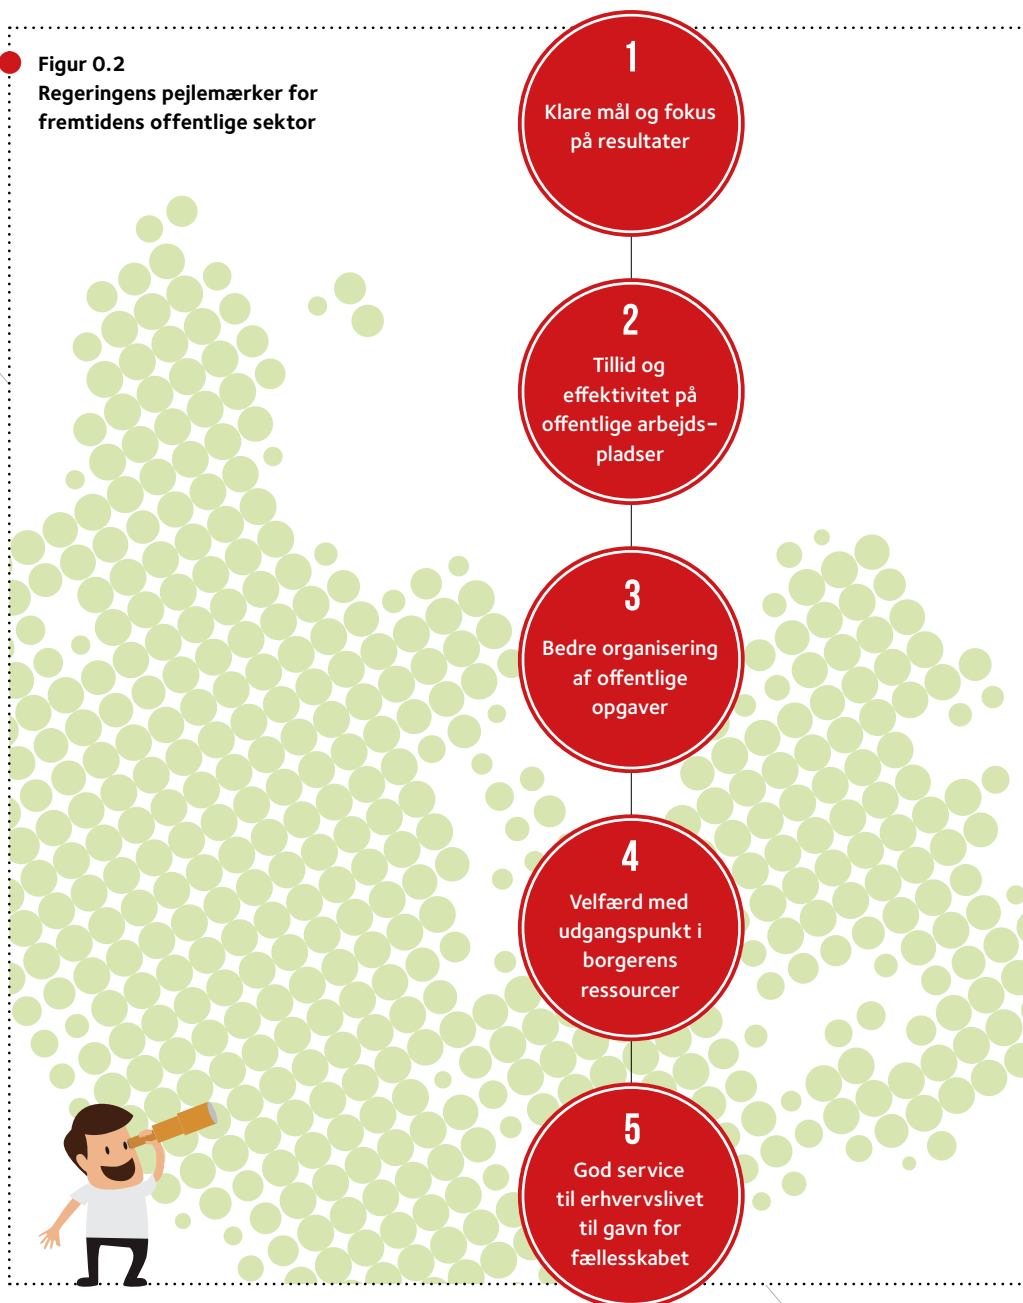 Figur 0.2
Regeringens pejlemærker for
fremtidens offentlige sektor
1
Klare mål og fokus
på resultater
2
Tillid og
effektivitet på
offentlige arbejds-
pladser
3
Bedre organisering
af offentlige
opgaver
4
Velfærd med
udgangspunkt i
borgerens
ressourcer
5
God service
til erhvervslivet
til gavn for
fællesskabet